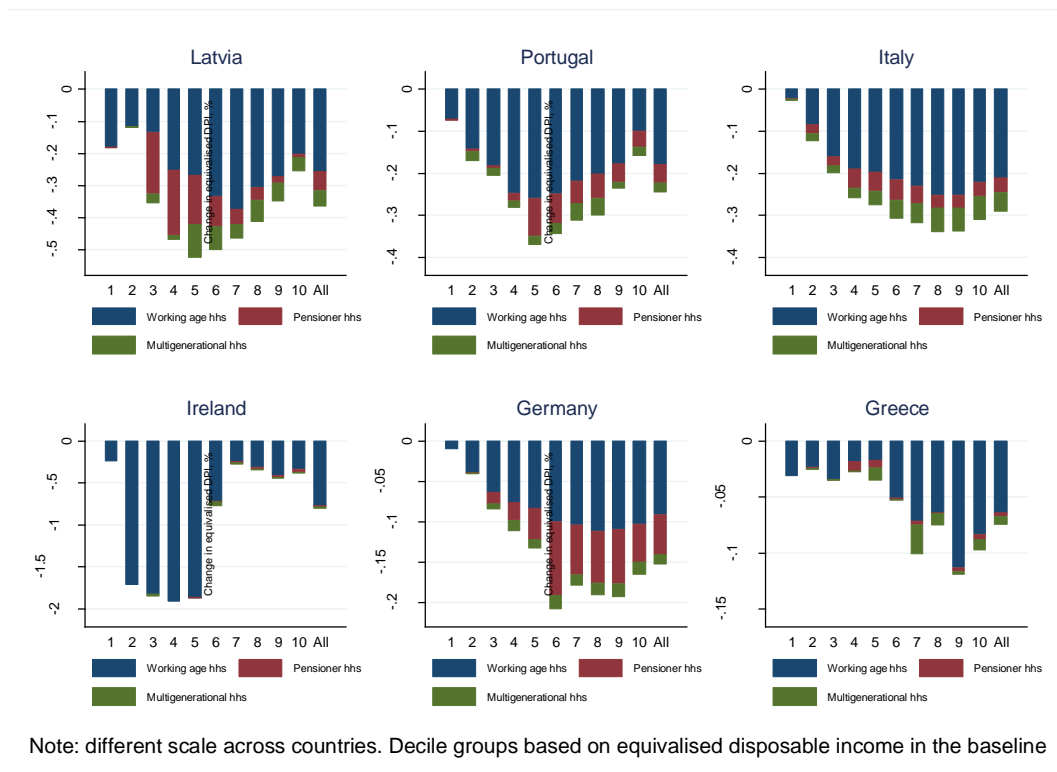 Latvia
Portugal
Italy
0
-.1
-.2
-.3
-.4
-.5
Change in equivalised DPI, %
1 2 3 4 5 6 7 8 9 10 All
Working age hhs
Pensioner hhs
Multigenerational hhs
0
-.1
-.2
-.3
-.4
Change in equivalised DPI, %
1 2 3 4 5 6 7 8 9 10 All
Working age hhs
Pensioner hhs
Multigenerational hhs
0
-.1
-.2
-.3
-.4
1 2 3 4 5 6 7 8 9 10 All
Working age hhs
Pensioner hhs
Multigenerational hhs
Ireland
Germany
Greece
0
-.5
-1
-1.5
-2
Change in equivalised DPI, %
1 2 3 4 5 6 7 8 9 10 All
Working age hhs
Pensioner hhs
Multigenerational hhs
0
-.05
-.1
-.15
-.2
Change in equivalised DPI, %
1 2 3 4 5 6 7 8 9 10 All
Working age hhs
Pensioner hhs
Multigenerational hhs
0
-.05
-.1
-.15
1 2 3 4 5 6 7 8 9 10 All
Working age hhs
Pensioner hhs
Multigenerational hhs
Note: different scale across countries. Decile groups based on equivalised disposable income in the baseline